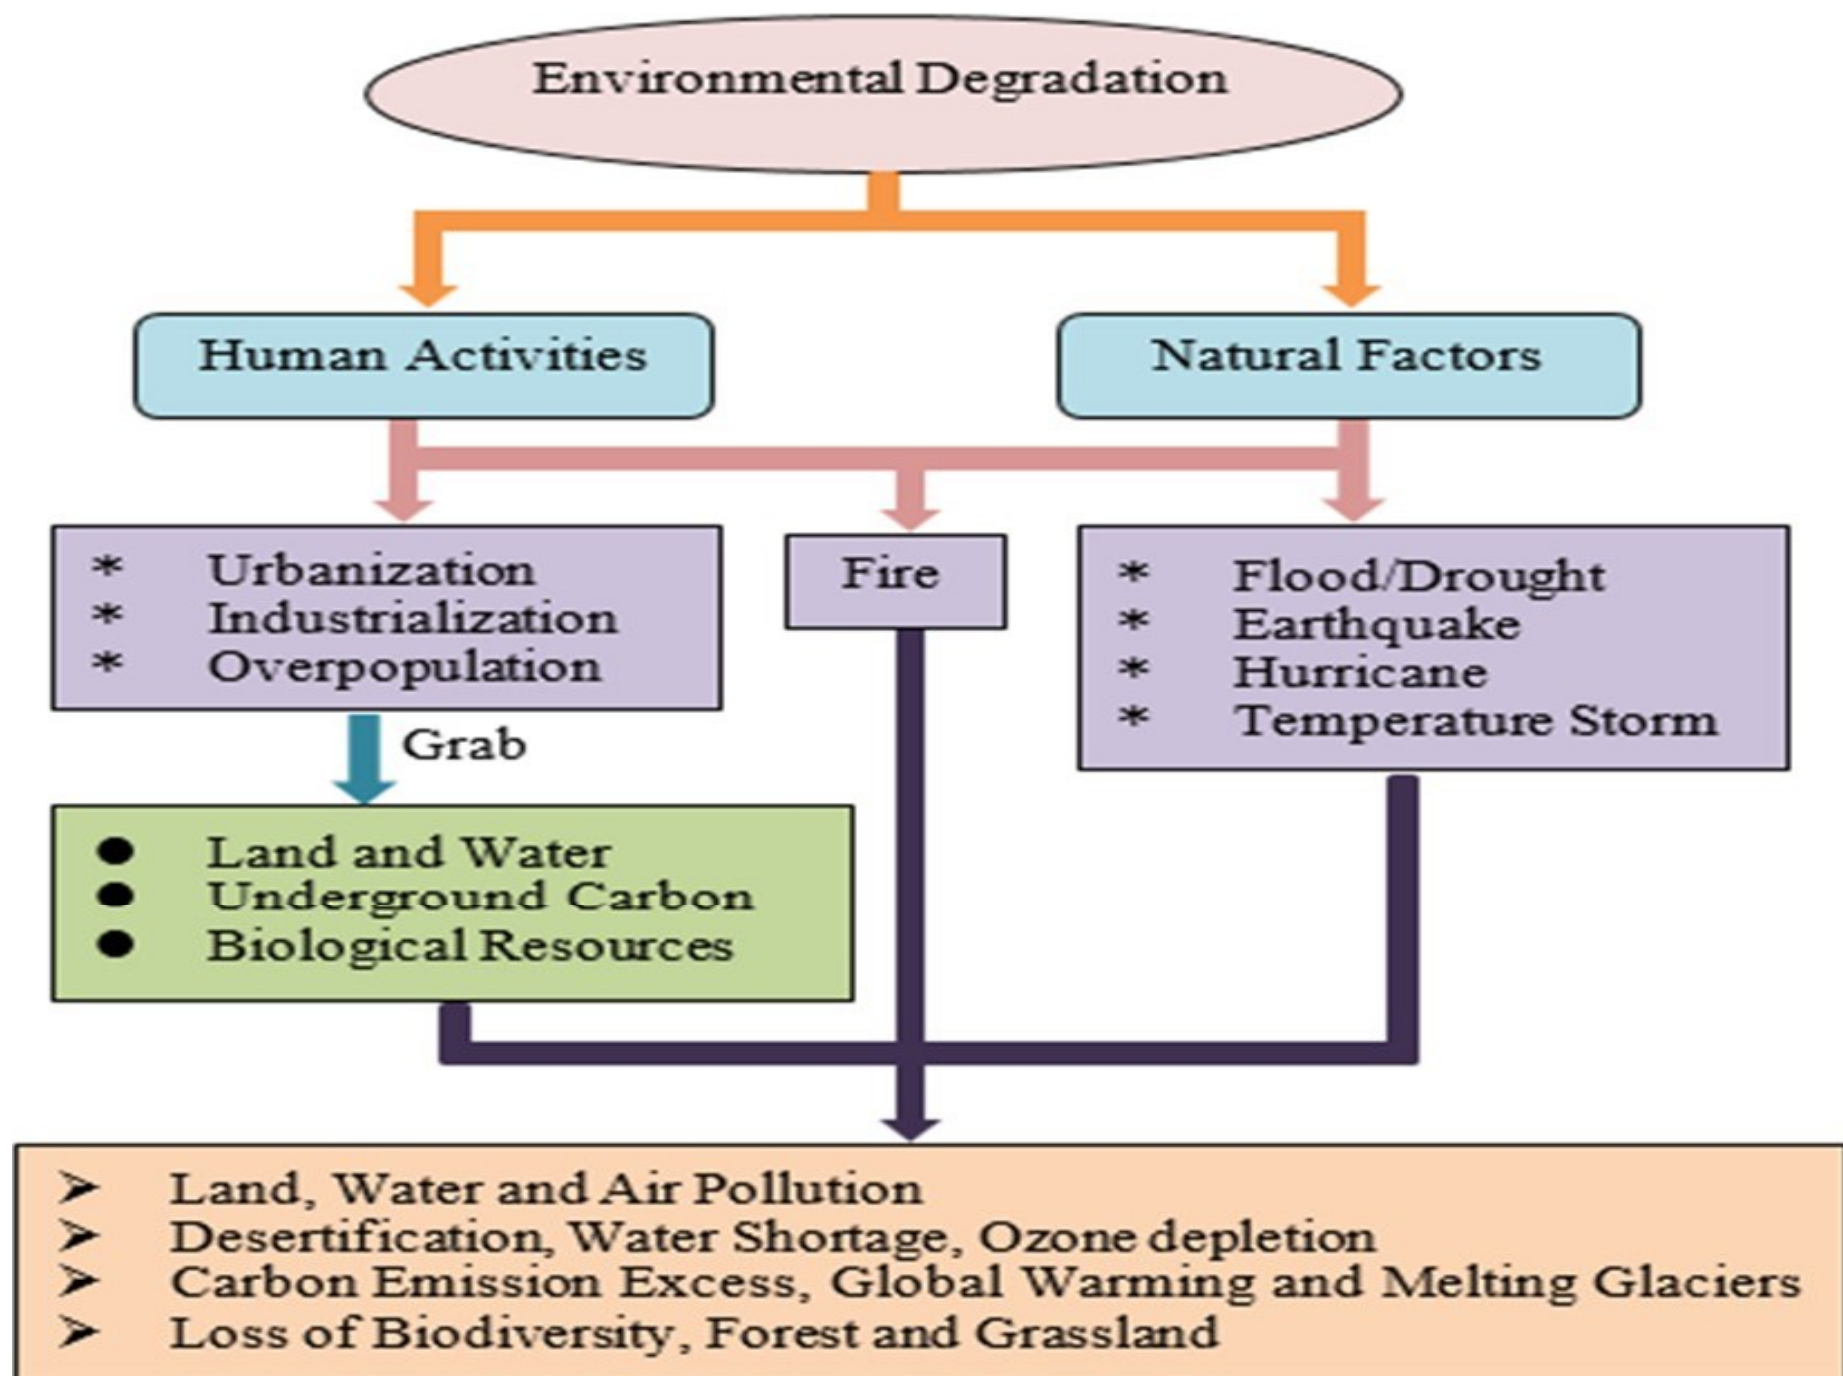 Environmental Degradation
Human Activities
Natural Factors
* Urbanization
* Industrialization
* Overpopulation
Fire
* Flood/Drought
* Earthquake
* Hurricane
* Temperature Storm
Grab
● Land and Water
● Underground Carbon
● Biological Resources
➢ Land, Water and Air Pollution
➢ Desertification, Water Shortage, Ozone depletion
➢ Carbon Emission Excess, Global Warming and Melting Glaciers
➢ Loss of Biodiversity, Forest and Grassland